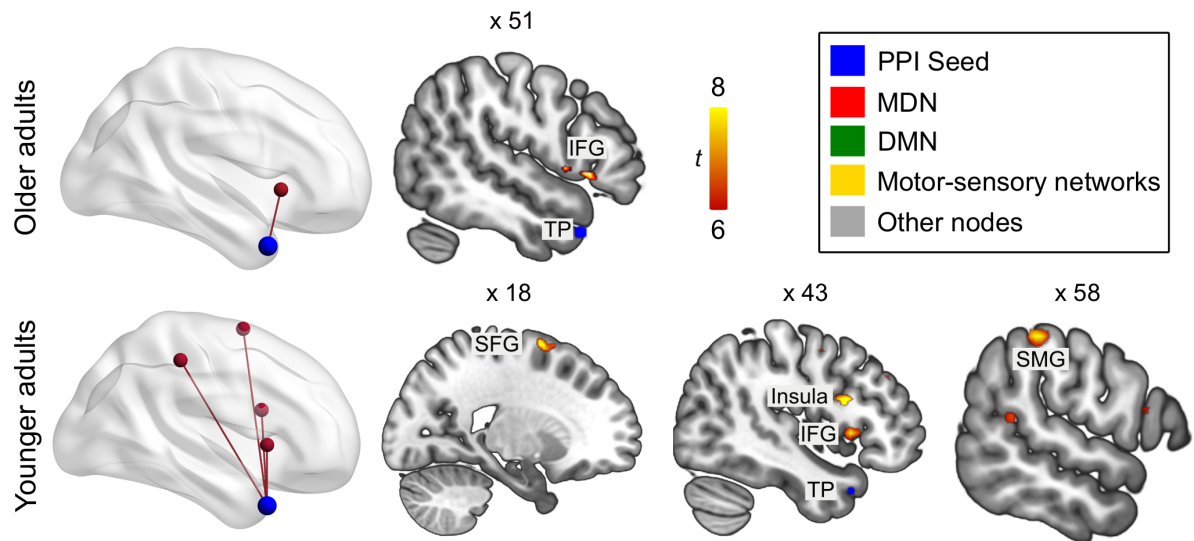 Older adults
x 51
IFG
TP
8
t
6
PPI Seed
MDN
DMN
Motor-sensory networks
Other nodes
Younger adults
x 18
SFG
x 43
Insula
IFG
TP
x 58
SMG